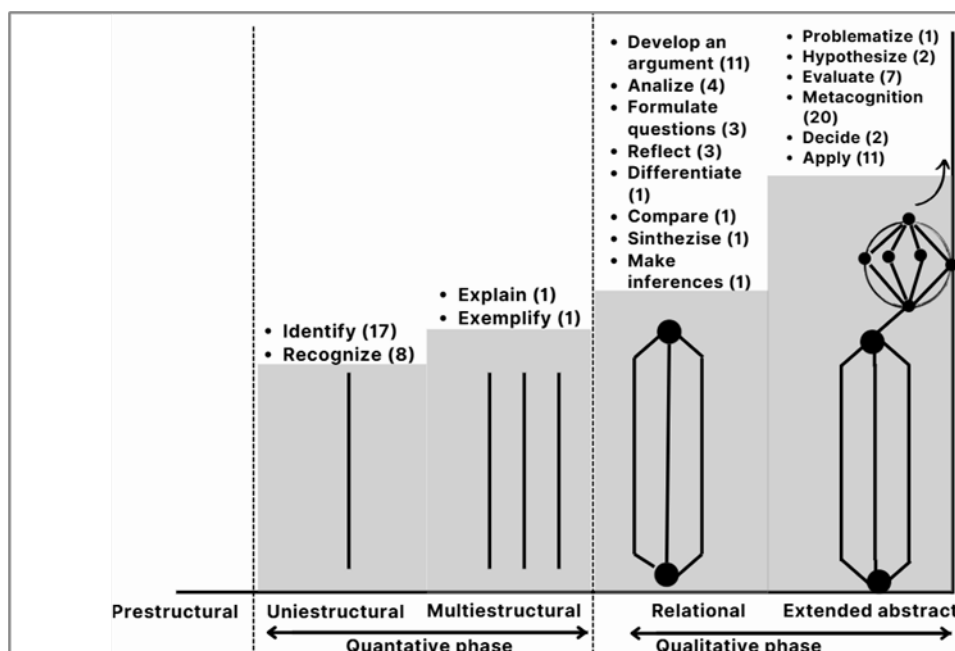 • Develop an
argument (11)
• Analize (4)
• Formulate
questions (3)
• Reflect (3)
• Differentiate
(1)
• Compare (1)
• Sinthezise (1)
• Make
inferences (1)
• Problematize (1)
• Hypothesize (2)
• Evaluate (7)
• Metacognition
(20)
• Decide (2)
• Apply (11)
• Explain (1)
• Exemplify (1)
• Identify (17)
• Recognize (8)
Prestructural
Uniestructural
Multiestructural
Relational
Extended abstract
Quantative phase
Qualitative phase